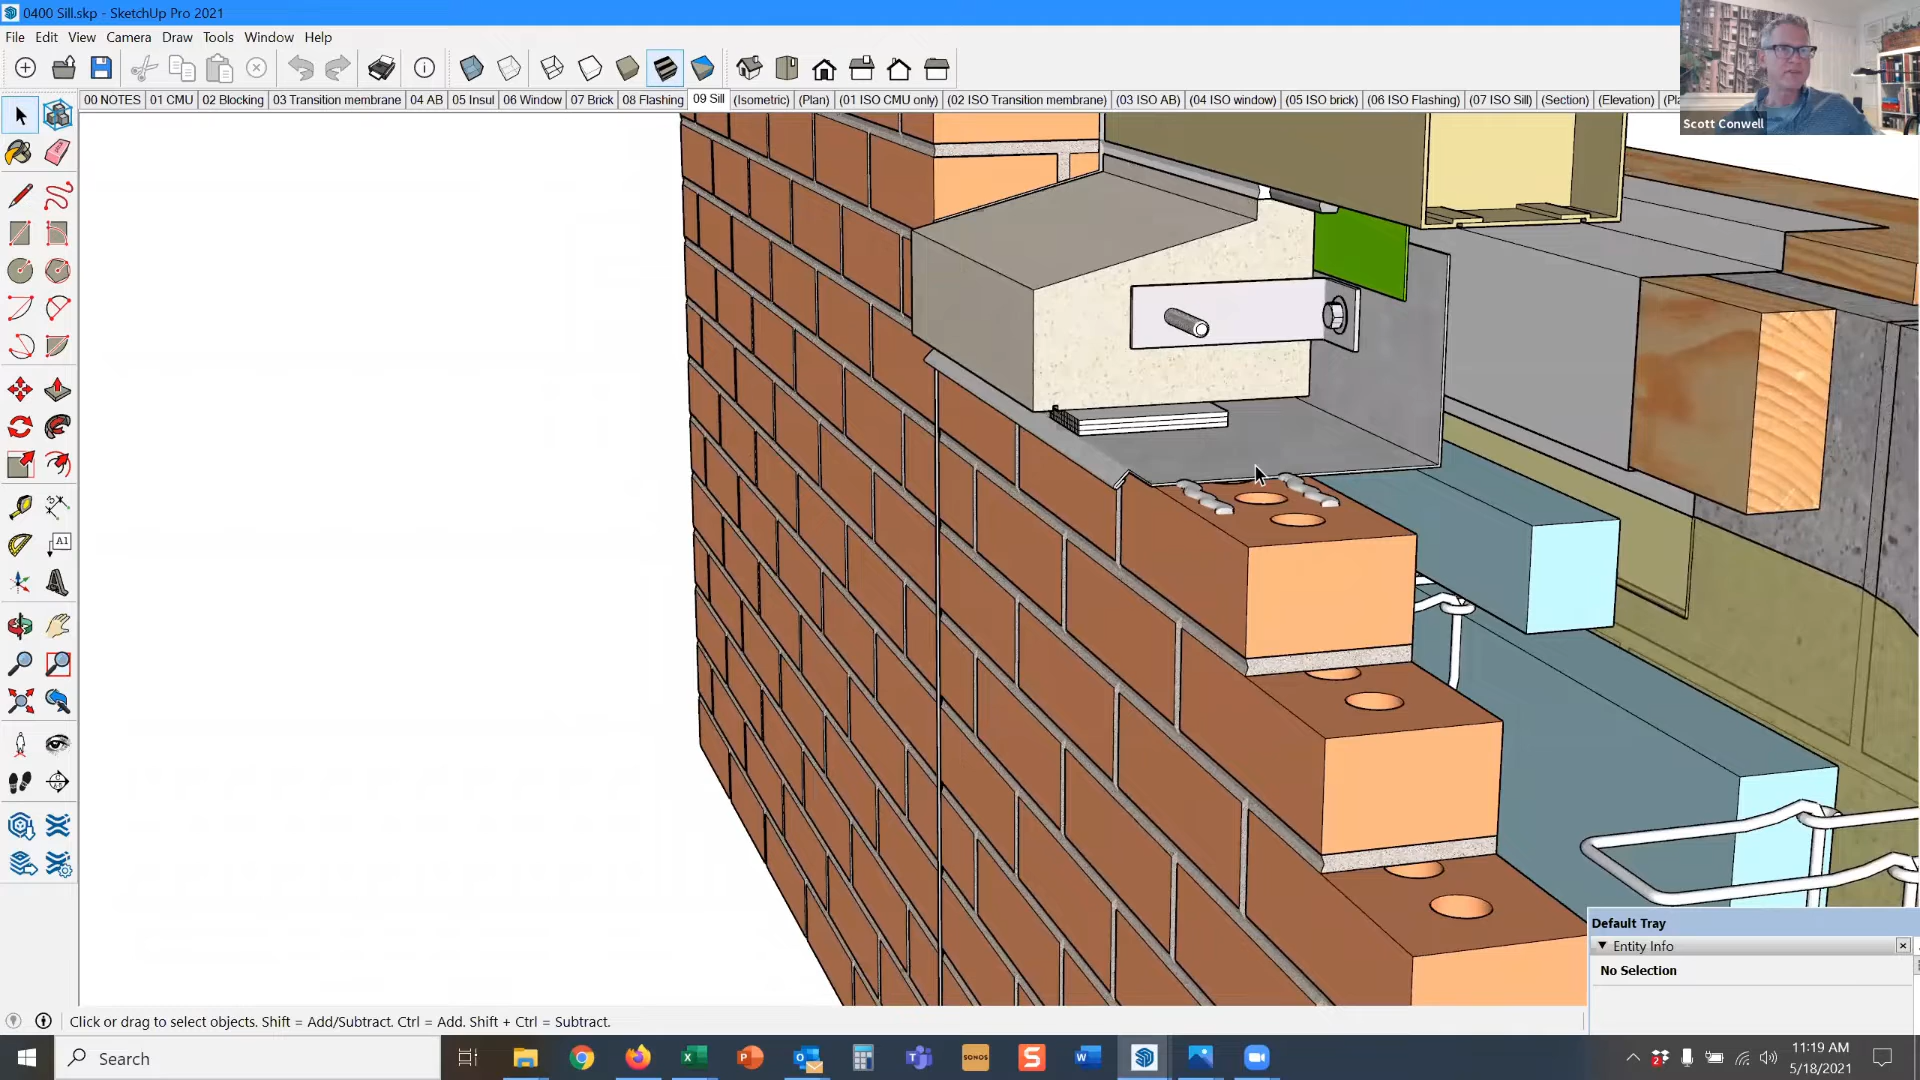 0400 Sill.skp - SketchUp Pro 2021
File Edit View Camera Draw Tools Window Help
00 NOTES 01 CMU 02 Blocking 03 Transition membrane 04 AB 05 Insul 06 Window 07 Brick 08 Flashing 09 Sill (Isometric) (Plan) (01 ISO CMU only) (02 ISO Transition membrane) (03 ISO AB) (04 ISO window) (05 ISO brick) (06 ISO Flashing) (07 ISO Sill) (Section) (Elevation)
Scott Conwell
A1
Default Tray
Entity Info
No Selection
Click or drag to select objects. Shift = Add/Subtract. Ctrl = Add. Shift + Ctrl = Subtract.
Search
SONOS
11:19 AM
5/18/2021